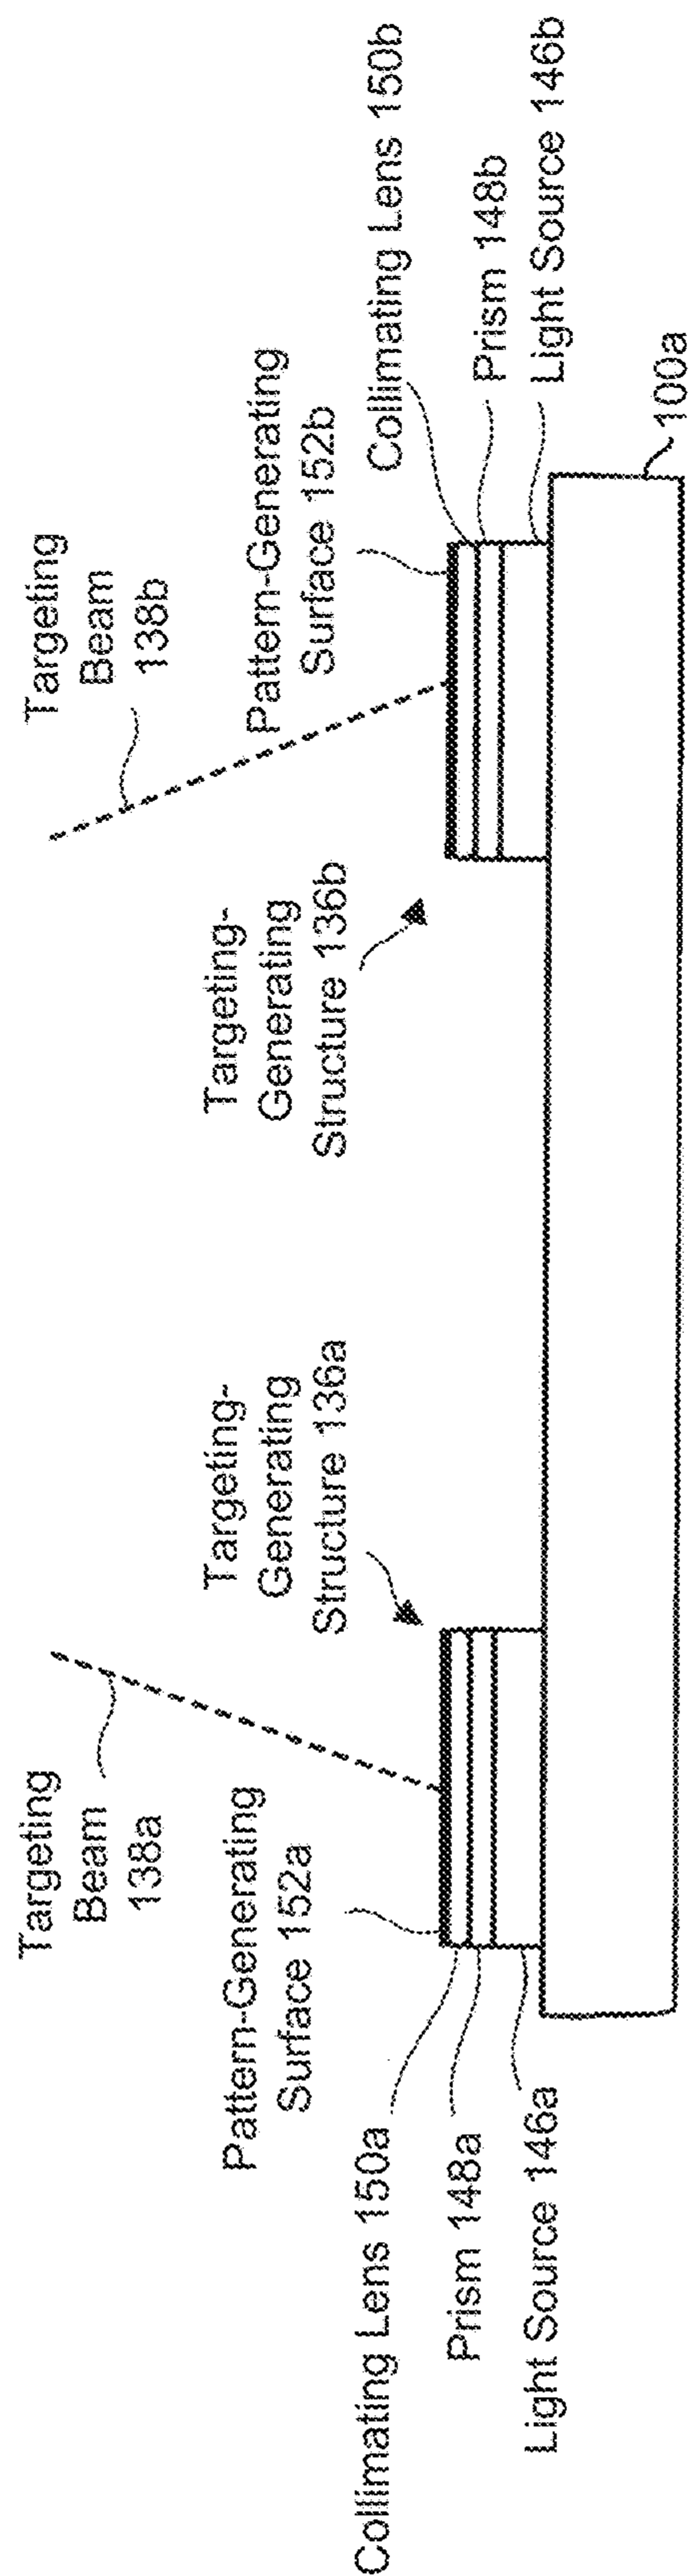 Targeting
Beam
138a
Pattern-Generating
Surface 152a
Collimating Lens 150a
Prism 148a
Light Source 146a
Targeting-
Generating
Structure 136a
Targeting-
Generating
Structure 136b
Targeting
Beam
138b
Pattern-Generating
Surface 152b
Collimating Lens 150b
Prism 148b
Light Source 146b
100a